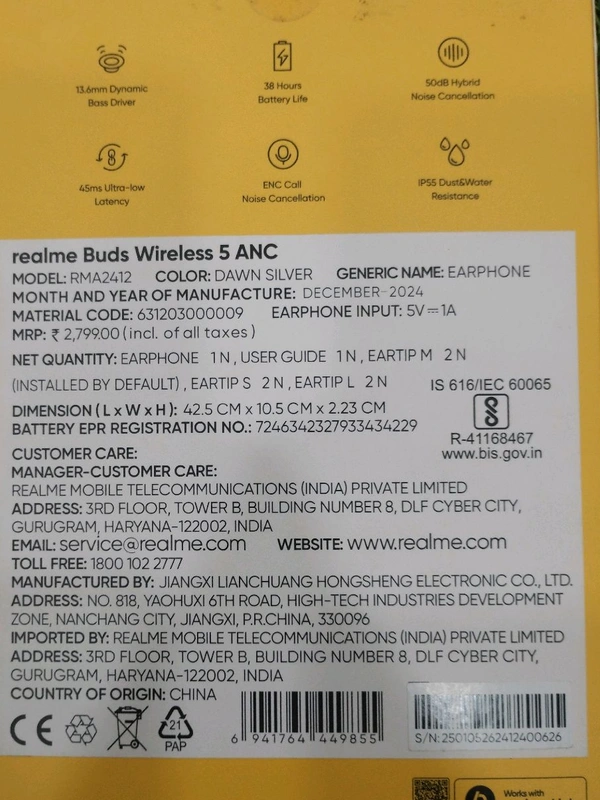 13.6mm Dynamic
Bass Driver
38 Hours
Battery Life
50dB Hybrid
Noise Cancellation
45ms Ultra-low
Latency
ENC Call
Noise Cancellation
IP55 Dust&Water
Resistance
realme Buds Wireless 5 ANC
MODEL: RMA2412 COLOR: DAWN SILVER GENERIC NAME: EARPHONE
MONTH AND YEAR OF MANUFACTURE: DECEMBER-2024
MATERIAL CODE: 631203000009 EARPHONE INPUT: 5V⎓1A
MRP: ₹ 2,799.00 (incl. of all taxes)
NET QUANTITY: EARPHONE 1 N , USER GUIDE 1 N , EARTIP M 2 N
(INSTALLED BY DEFAULT) , EARTIP S 2 N , EARTIP L 2 N
IS 616/IEC 60065
R-41168467
www.bis.gov.in
DIMENSION ( L x W x H ): 42.5 CM x 10.5 CM x 2.23 CM
BATTERY EPR REGISTRATION NO.: 7246342327933434229
CUSTOMER CARE:
MANAGER-CUSTOMER CARE:
REALME MOBILE TELECOMMUNICATIONS (INDIA) PRIVATE LIMITED
ADDRESS: 3RD FLOOR, TOWER B, BUILDING NUMBER 8, DLF CYBER CITY,
GURUGRAM, HARYANA-122002, INDIA
EMAIL: service@realme.com WEBSITE: www.realme.com
TOLL FREE: 1800 102 2777
MANUFACTURED BY: JIANGXI LIANCHUANG HONGSHENG ELECTRONIC CO., LTD.
ADDRESS: NO. 818, YAOHUXI 6TH ROAD, HIGH-TECH INDUSTRIES DEVELOPMENT
ZONE, NANCHANG CITY, JIANGXI, P.R.CHINA, 330096
IMPORTED BY: REALME MOBILE TELECOMMUNICATIONS (INDIA) PRIVATE LIMITED
ADDRESS: 3RD FLOOR, TOWER B, BUILDING NUMBER 8, DLF CYBER CITY,
GURUGRAM, HARYANA-122002, INDIA
COUNTRY OF ORIGIN: CHINA
CE
21
PAP
6 941764 449855
S/N:250105262412400626
Works with